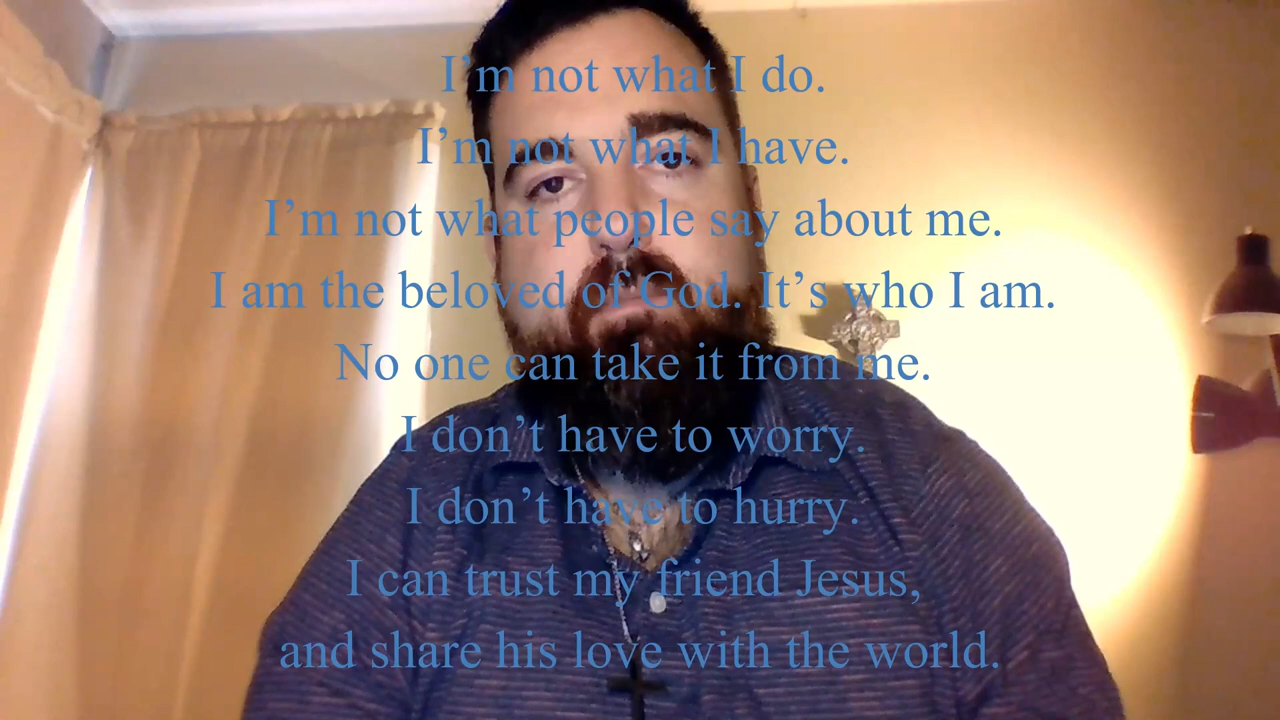 I’m not what I do.
I’m not what I have.
I’m not what people say about me.
I am the beloved of God. It’s who I am.
No one can take it from me.
I don’t have to worry.
I don’t have to hurry.
I can trust my friend Jesus,
and share his love with the world.